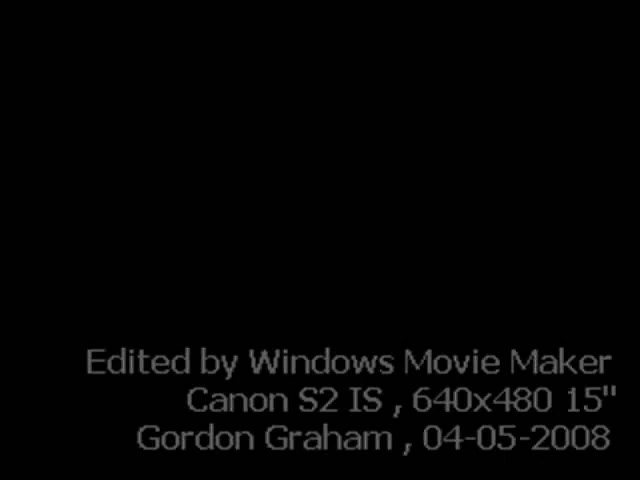 Edited by Windows Movie Maker
Canon S2 IS , 640x480 15"
Gordon Graham , 04-05-2008